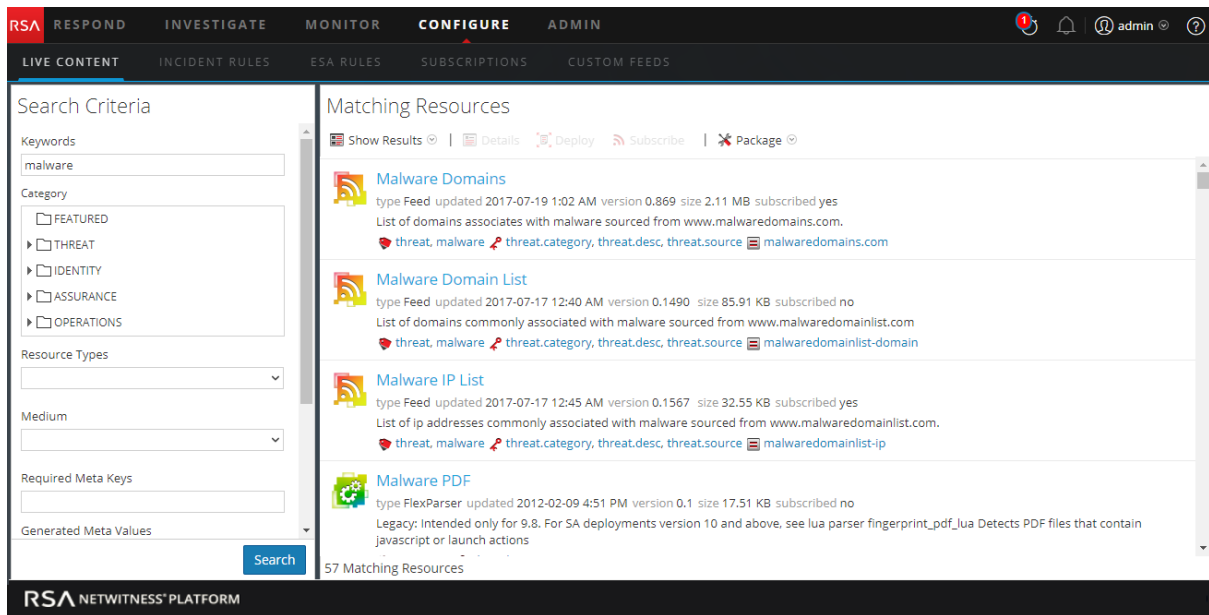 RSA RESPOND INVESTIGATE MONITOR CONFIGURE ADMIN 1 admin ?
LIVE CONTENT INCIDENT RULES ESA RULES SUBSCRIPTIONS CUSTOM FEEDS
Search Criteria
Keywords
malware
Category
FEATURED
THREAT
IDENTITY
ASSURANCE
OPERATIONS
Resource Types
Medium
Required Meta Keys
Generated Meta Values
Search
Matching Resources
Show Results | Details Deploy Subscribe | Package
Malware Domains
type Feed updated 2017-07-19 1:02 AM version 0.869 size 2.11 MB subscribed yes
List of domains associates with malware sourced from www.malwaredomains.com.
threat, malware threat.category, threat.desc, threat.source malwaredomains.com
Malware Domain List
type Feed updated 2017-07-17 12:40 AM version 0.1490 size 85.91 KB subscribed no
List of domains commonly associated with malware sourced from www.malwaredomainlist.com
threat, malware threat.category, threat.desc, threat.source malwaredomainlist-domain
Malware IP List
type Feed updated 2017-07-17 12:45 AM version 0.1567 size 32.55 KB subscribed yes
List of ip addresses commonly associated with malware sourced from www.malwaredomainlist.com.
threat, malware threat.category, threat.desc, threat.source malwaredomainlist-ip
Malware PDF
type FlexParser updated 2012-02-09 4:51 PM version 0.1 size 17.51 KB subscribed no
Legacy: Intended only for 9.8. For SA deployments version 10 and above, see lua parser fingerprint_pdf_lua Detects PDF files that contain
javascript or launch actions
57 Matching Resources
RSA NETWITNESS® PLATFORM